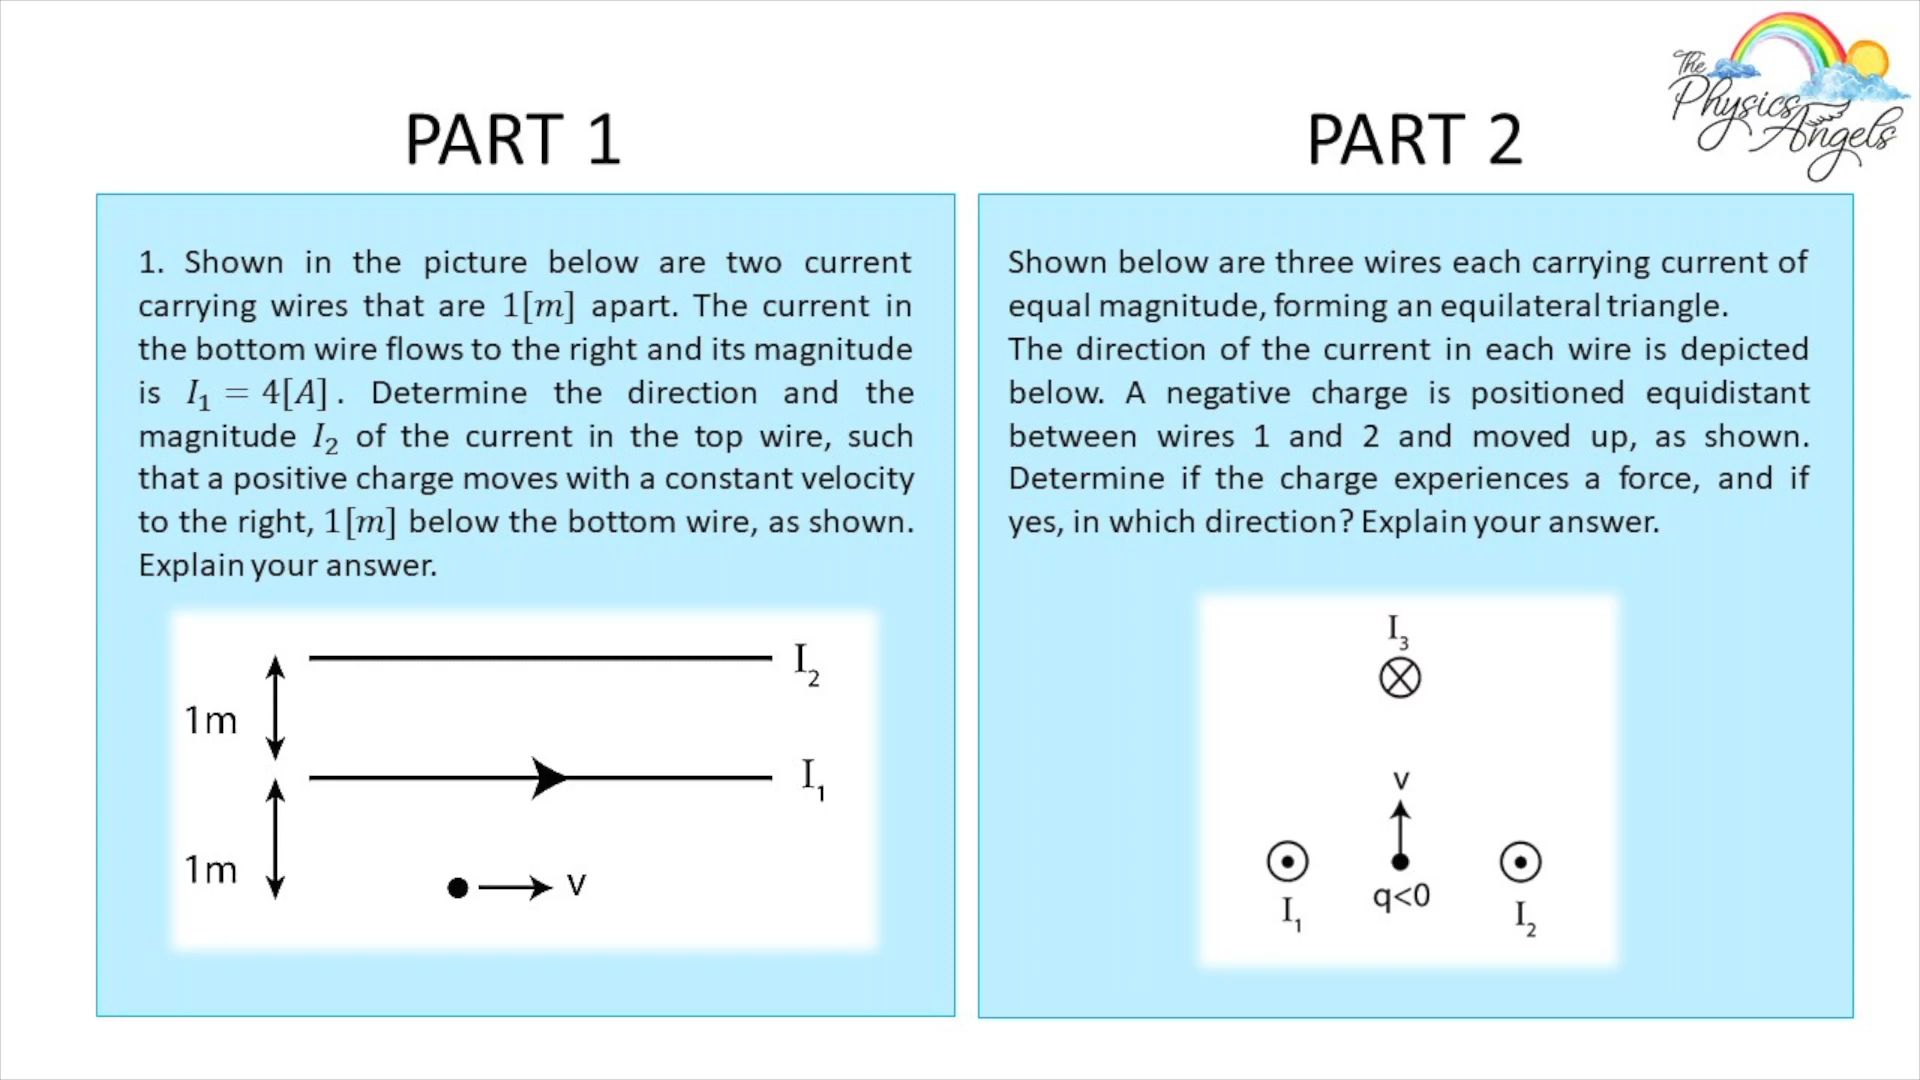 The
Physics
Angels
PART 1
1. Shown in the picture below are two current
carrying wires that are 1[m] apart. The current in
the bottom wire flows to the right and its magnitude
is I₁ = 4[A]. Determine the direction and the
magnitude I₂ of the current in the top wire, such
that a positive charge moves with a constant velocity
to the right, 1[m] below the bottom wire, as shown.
Explain your answer.
I₂
1m
I₁
1m
v
PART 2
Shown below are three wires each carrying current of
equal magnitude, forming an equilateral triangle.
The direction of the current in each wire is depicted
below. A negative charge is positioned equidistant
between wires 1 and 2 and moved up, as shown.
Determine if the charge experiences a force, and if
yes, in which direction? Explain your answer.
I₃
v
q<0
I₁
I₂